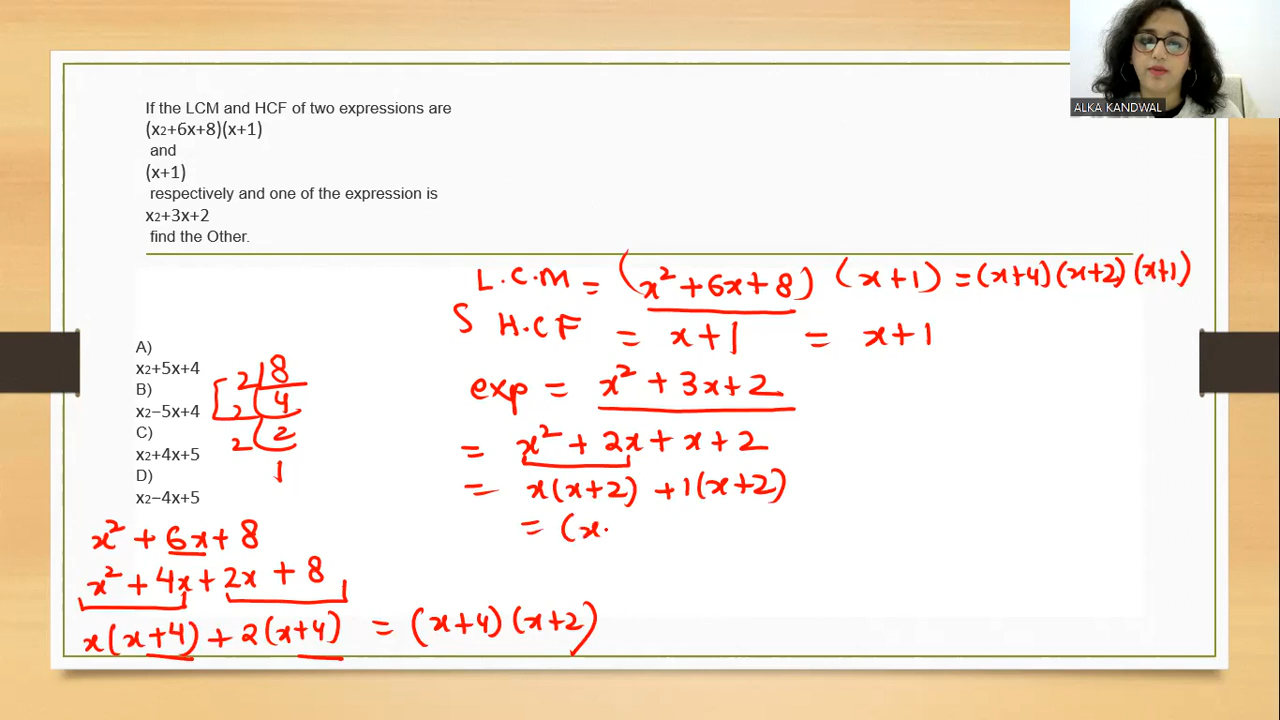 ALKA KANDWAL
If the LCM and HCF of two expressions are
(x2+6x+8)(x+1)
and
(x+1)
respectively and one of the expression is
x2+3x+2
find the Other.
L.C.M = (x²+6x+8) (x+1) = (x+4)(x+2)(x+1)
S H.CF = x+1 = x+1
exp = x²+3x+2
= x²+2x+x+2
= x(x+2) +1(x+2)
= (x
A)
x2+5x+4
B)
x2−5x+4
C)
x2+4x+5
D)
x2−4x+5
2 8
2 4
2 2
1
x²+6x+8
x²+4x+2x+8
x(x+4)+2(x+4) = (x+4)(x+2)